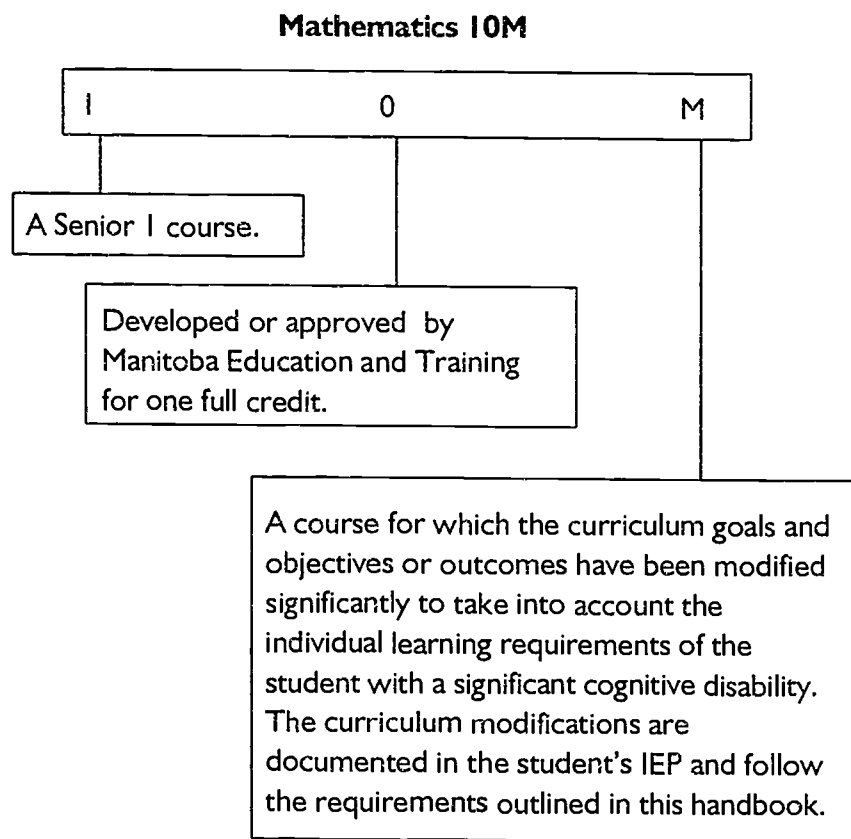 Mathematics 10M
1 0 M
A Senior 1 course.
Developed or approved by
Manitoba Education and Training
for one full credit.
A course for which the curriculum goals and
objectives or outcomes have been modified
significantly to take into account the
individual learning requirements of the
student with a significant cognitive disability.
The curriculum modifications are
documented in the student's IEP and follow
the requirements outlined in this handbook.